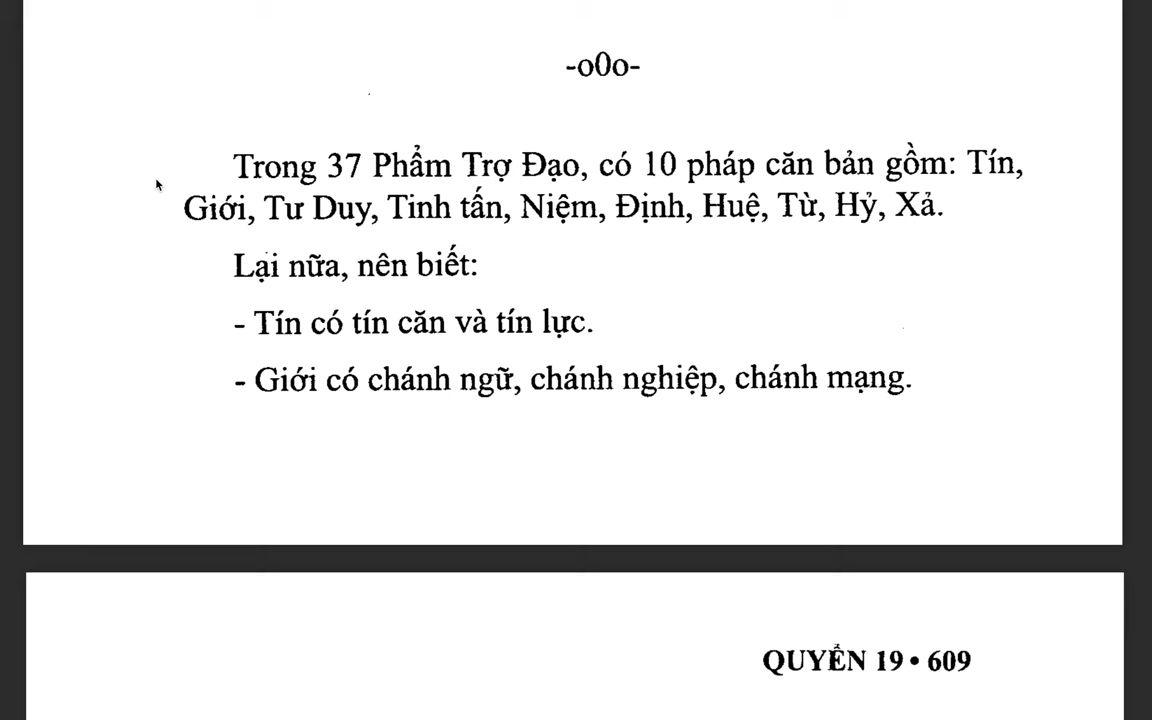 -o0o-
Trong 37 Phẩm Trợ Đạo, có 10 pháp căn bản gồm: Tín,
Giới, Tư Duy, Tinh tấn, Niệm, Định, Huệ, Từ, Hỷ, Xả.
Lại nữa, nên biết:
- Tín có tín căn và tín lực.
- Giới có chánh ngữ, chánh nghiệp, chánh mạng.
QUYỂN 19 • 609